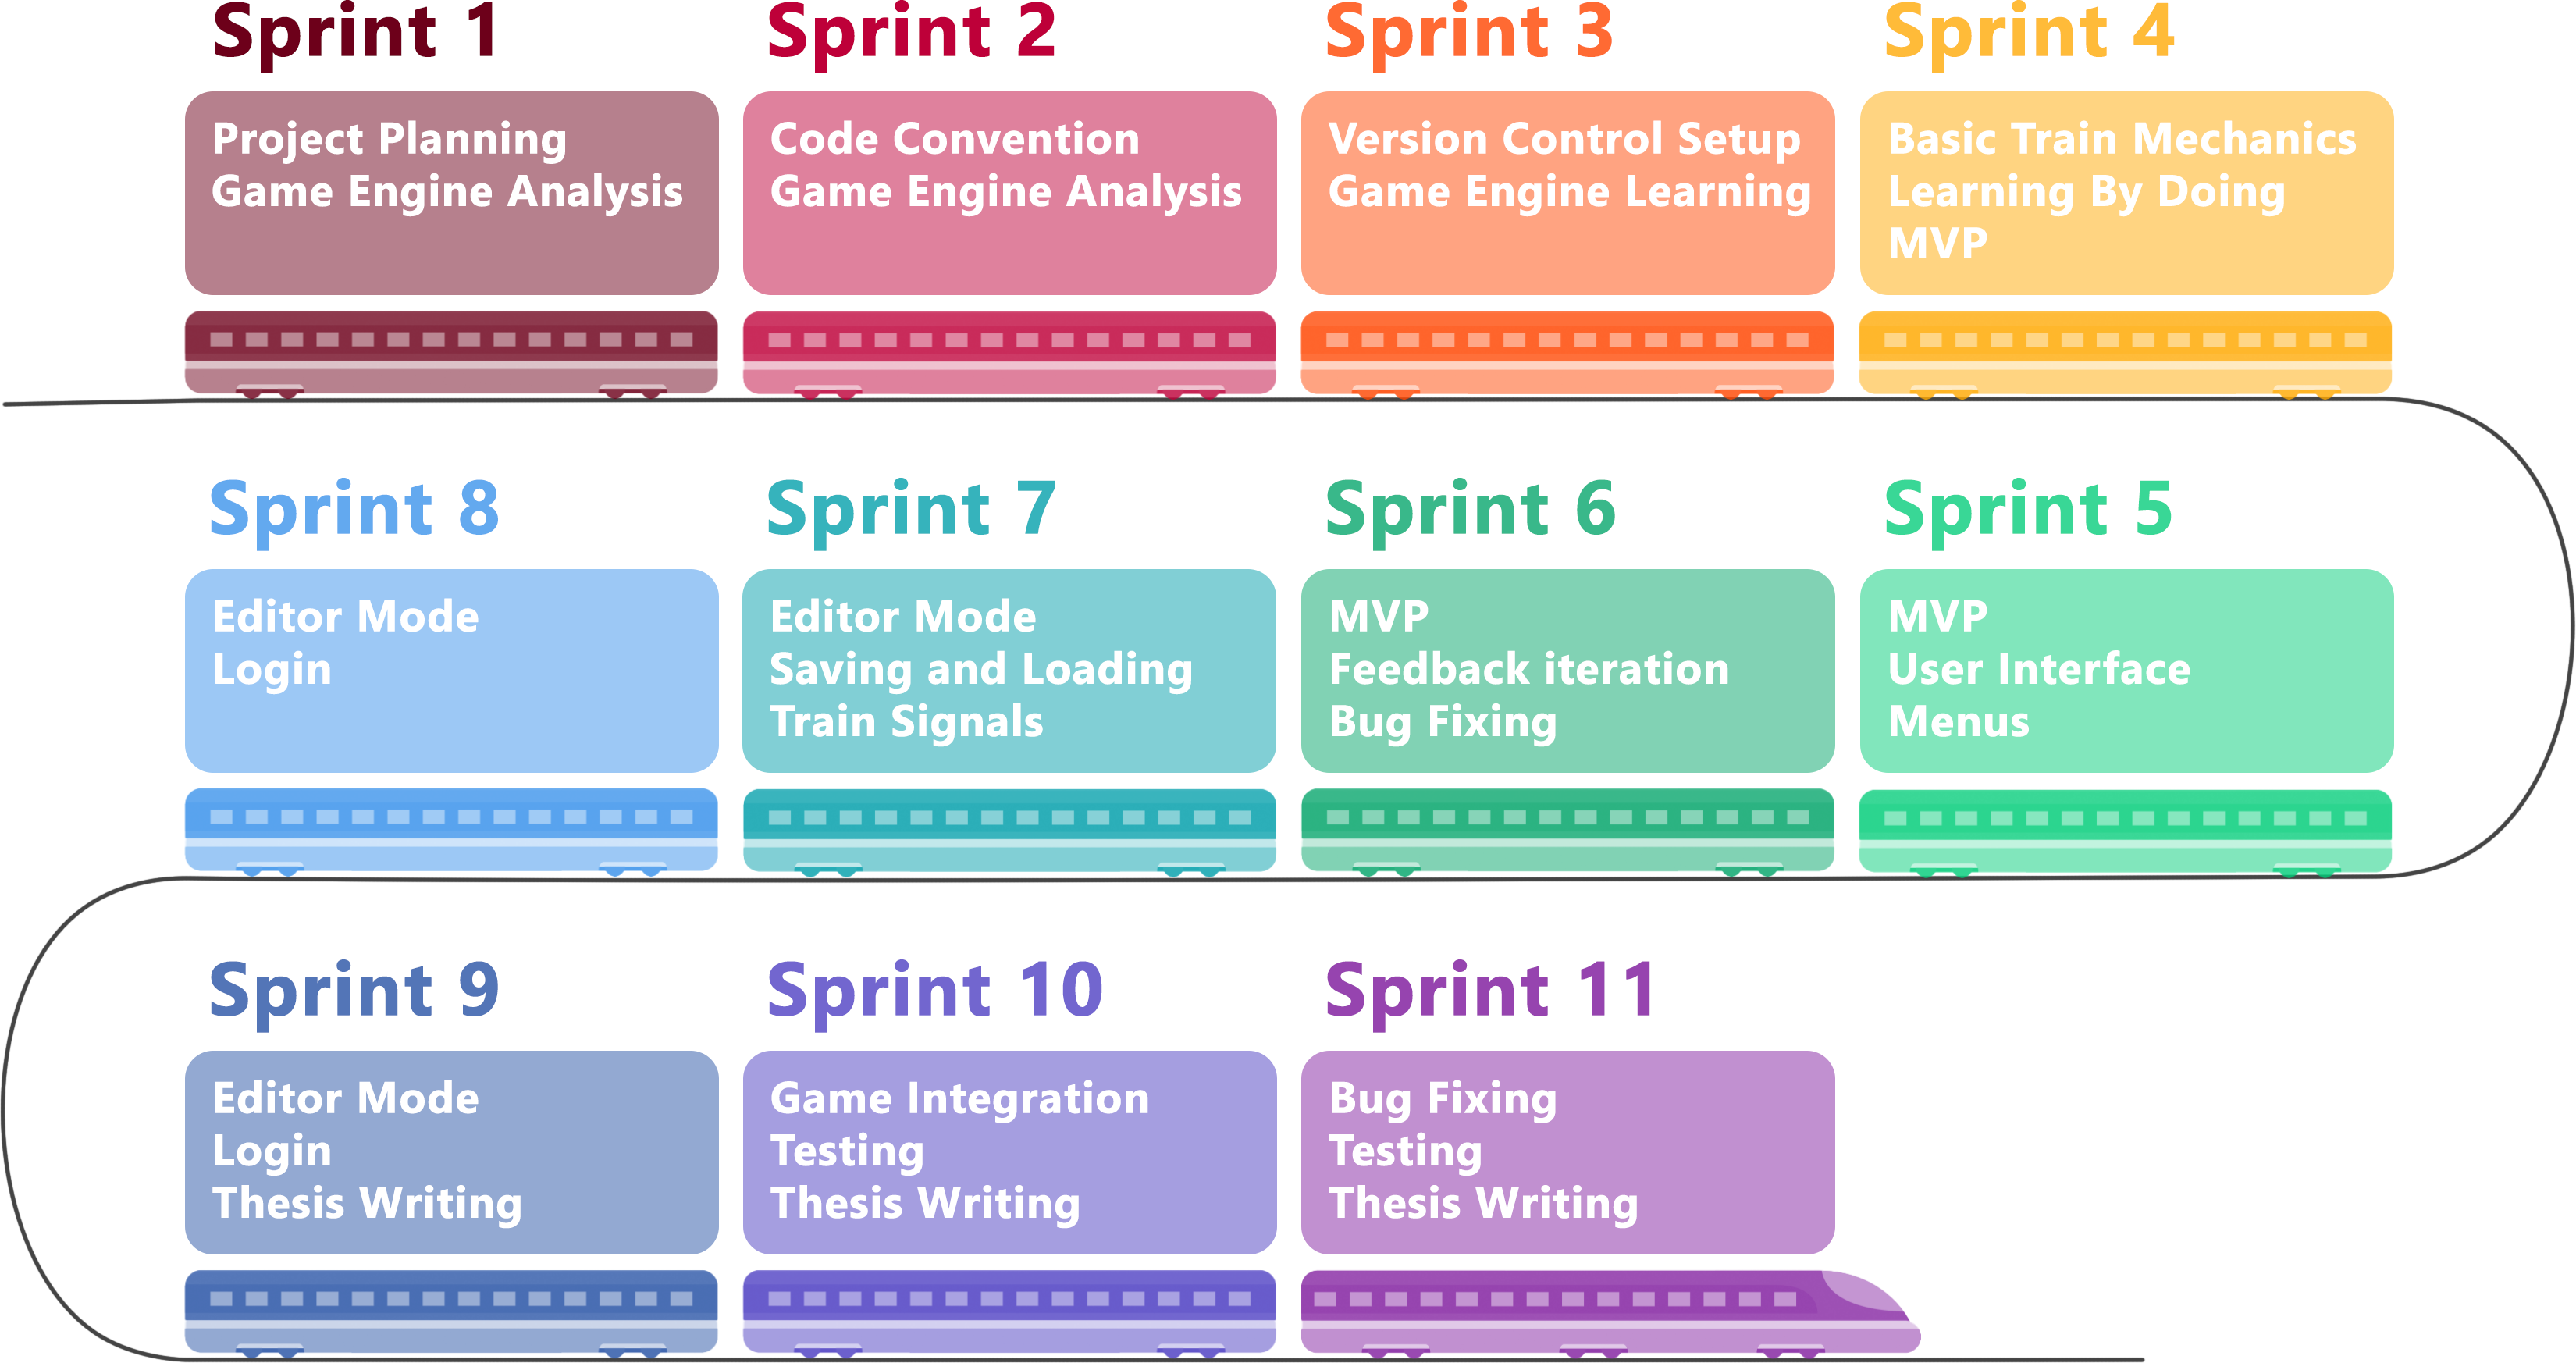 Sprint 1
Project Planning
Game Engine Analysis
Sprint 2
Code Convention
Game Engine Analysis
Sprint 3
Version Control Setup
Game Engine Learning
Sprint 4
Basic Train Mechanics
Learning By Doing
MVP
Sprint 5
MVP
User Interface
Menus
Sprint 6
MVP
Feedback iteration
Bug Fixing
Sprint 7
Editor Mode
Saving and Loading
Train Signals
Sprint 8
Editor Mode
Login
Sprint 9
Editor Mode
Login
Thesis Writing
Sprint 10
Game Integration
Testing
Thesis Writing
Sprint 11
Bug Fixing
Testing
Thesis Writing